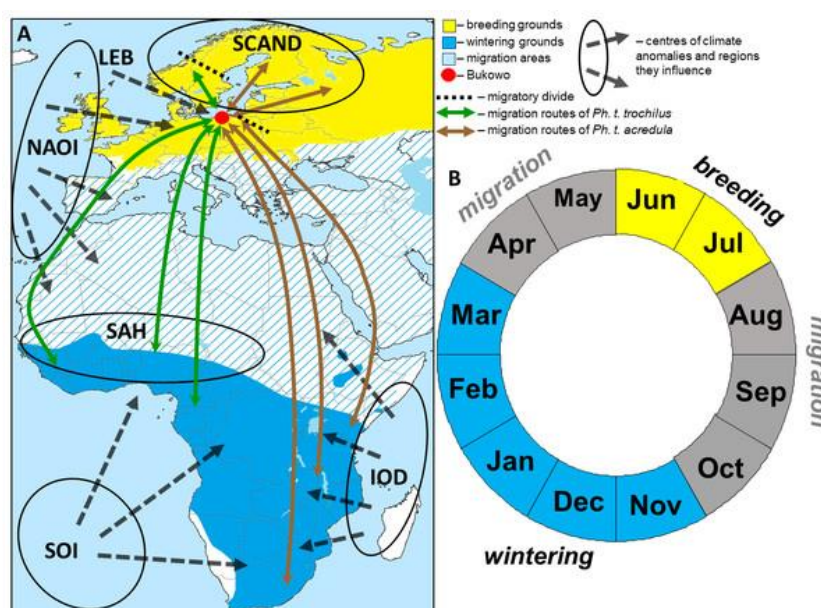 A
LEB
SCAND
NAOI
SAH
IOD
SOI
– breeding grounds
– wintering grounds
– migration areas
– Bukowo
– migratory divide
– migration routes of Ph. t. trochilus
– migration routes of Ph. t. acredula
– centres of climate
anomalies and regions
they influence
B
migration
breeding
migration
wintering
Jun
Jul
Aug
Sep
Oct
Nov
Dec
Jan
Feb
Mar
Apr
May